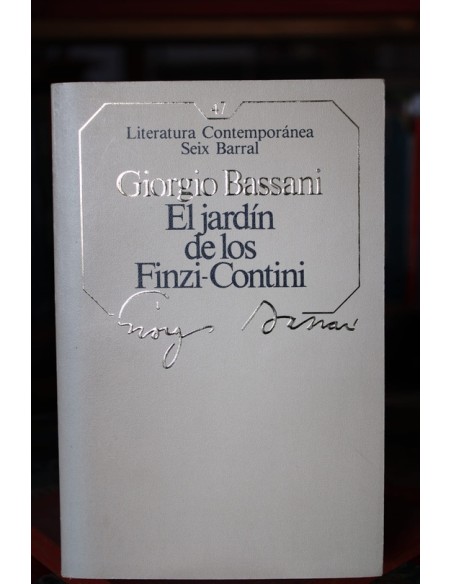 47
Literatura Contemporánea
Seix Barral
Giorgio Bassani
El jardín
de los
Finzi-Contini